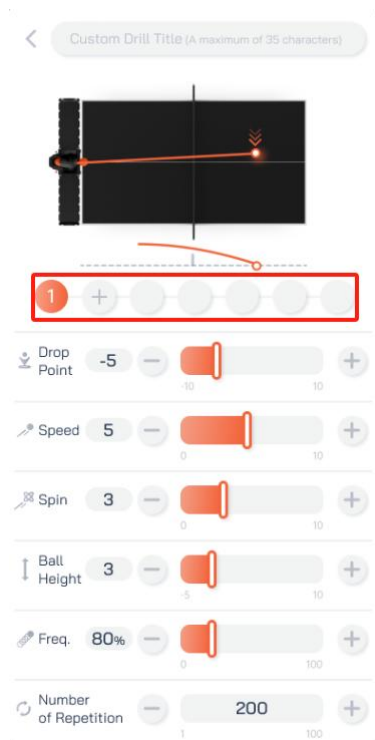 Custom Drill Title (A maximum of 35 characters)
1 +
Drop
Point -5 − +
-10 10
Speed 5 − +
0 10
Spin 3 − +
0 10
Ball
Height 3 − +
-5 10
Freq. 80% − +
0 100
Number
of Repetition − 200 +
1 100